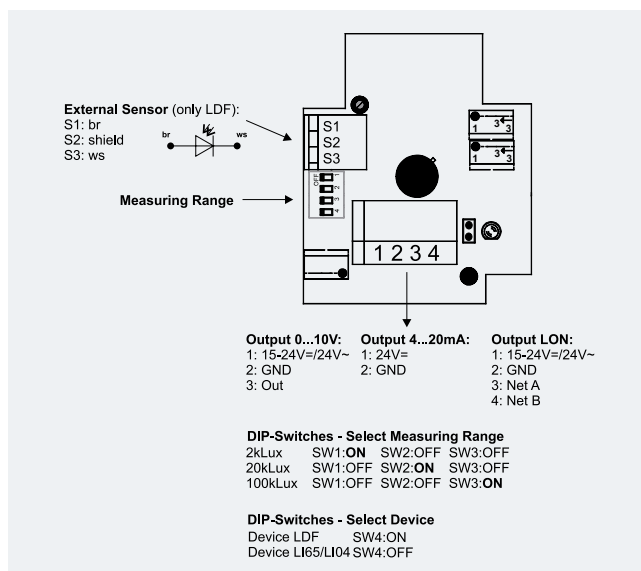 External Sensor (only LDF):
S1: br
S2: shield
S3: ws
br
ws
S1
S2
S3
OFF
1
2
3
4
Measuring Range
1 3 3
1 3 3
1 2 3 4
Output 0...10V:
1: 15-24V=/24V~
2: GND
3: Out
Output 4...20mA:
1: 24V=
2: GND
Output LON:
1: 15-24V=/24V~
2: GND
3: Net A
4: Net B
DIP-Switches - Select Measuring Range
2kLux SW1:ON SW2:OFF SW3:OFF
20kLux SW1:OFF SW2:ON SW3:OFF
100kLux SW1:OFF SW2:OFF SW3:ON
DIP-Switches - Select Device
Device LDF SW4:ON
Device LI65/LI04 SW4:OFF